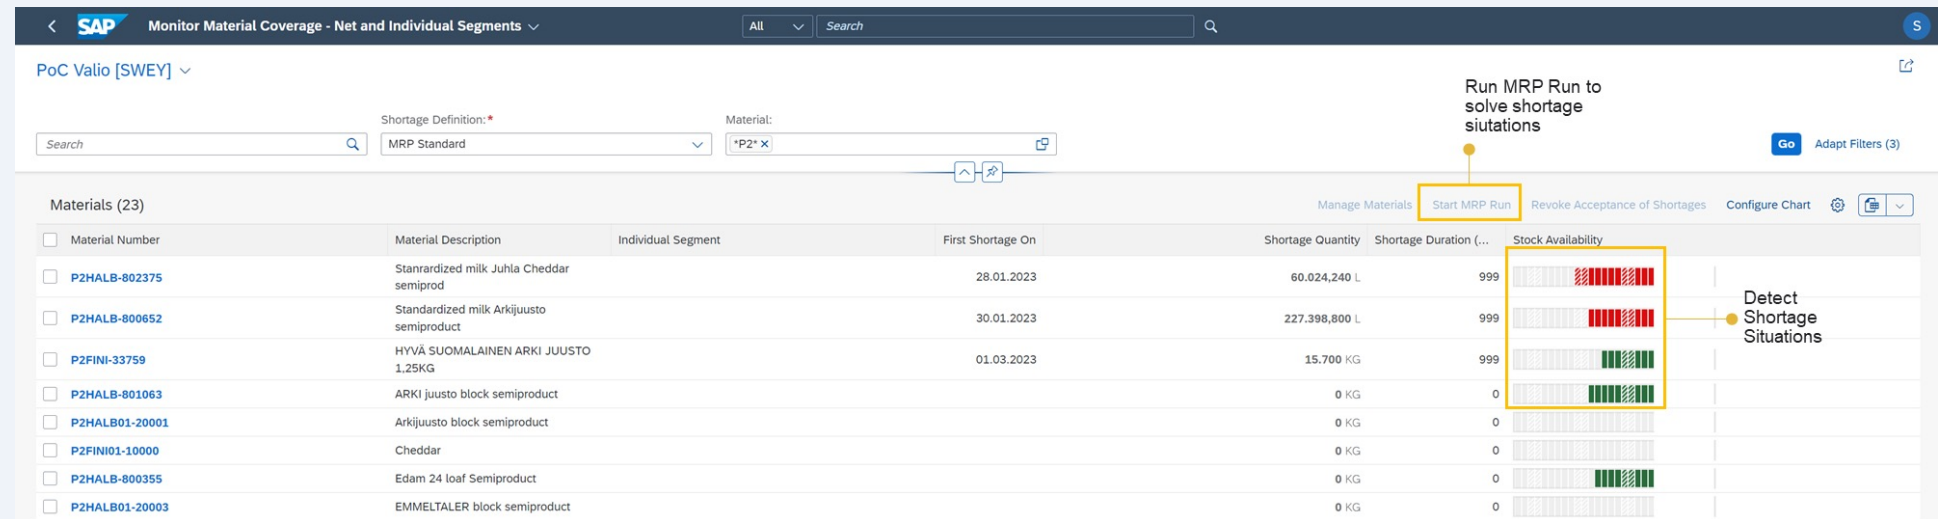 SAP Monitor Material Coverage - Net and Individual Segments All Search S
PoC Valio [SWEY]
Run MRP Run to
solve shortage
siutations
Shortage Definition:* Material:
Search MRP Standard *P2* Go Adapt Filters (3)
Materials (23) Manage Materials Start MRP Run Revoke Acceptance of Shortages Configure Chart
Material Number Material Description Individual Segment First Shortage On Shortage Quantity Shortage Duration (... Stock Availability
P2HALB-802375 Stanrardized milk Juhla Cheddar
semiprod 28.01.2023 60.024,240 L 999
P2HALB-800652 Standardized milk Arkijuusto
semiproduct 30.01.2023 227.398,800 L 999
Detect
Shortage
Situations
P2FINI-33759 HYVÄ SUOMALAINEN ARKI JUUSTO
1,25KG 01.03.2023 15.700 KG 999
P2HALB-801063 ARKI juusto block semiproduct 0 KG 0
P2HALB01-20001 Arkijuusto block semiproduct 0 KG 0
P2FINI01-10000 Cheddar 0 KG 0
P2HALB-800355 Edam 24 loaf Semiproduct 0 KG 0
P2HALB01-20003 EMMELTALER block semiproduct 0 KG 0